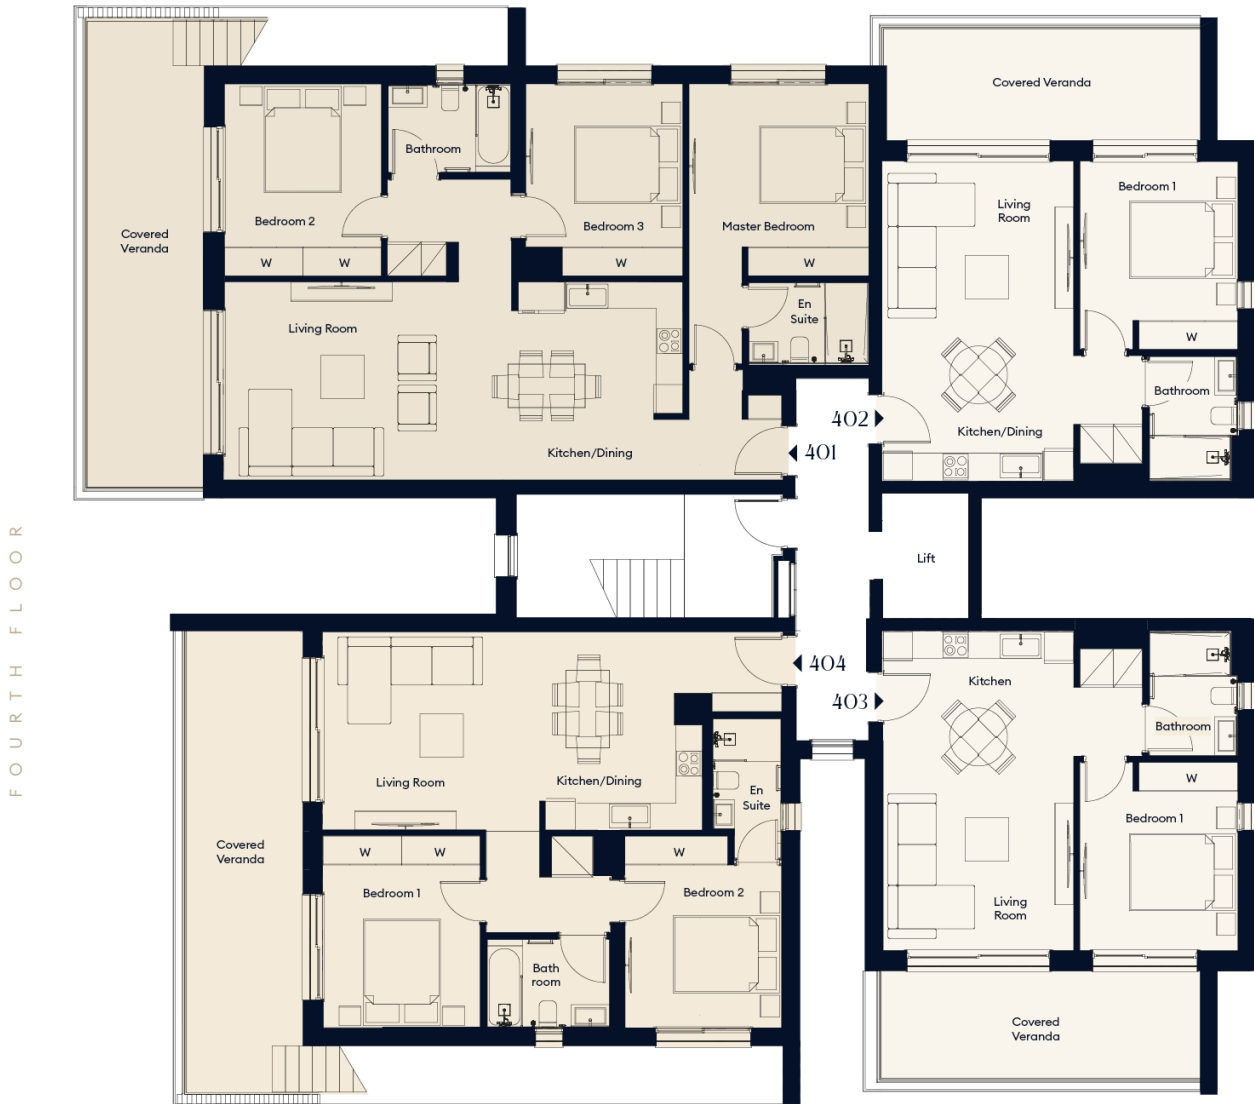 FOURTH FLOOR
Covered
Veranda
Bedroom 2
W
W
Bathroom
Bedroom 3
W
Master Bedroom
W
En
Suite
Living Room
Kitchen/Dining
401
402
Covered Veranda
Living
Room
Bedroom 1
W
Bathroom
Kitchen/Dining
Lift
404
403
Covered
Veranda
Living Room
Kitchen/Dining
En
Suite
W
W
Bedroom 1
W
Bedroom 2
Bath
room
Kitchen
Bathroom
W
Bedroom 1
Living
Room
Covered
Veranda